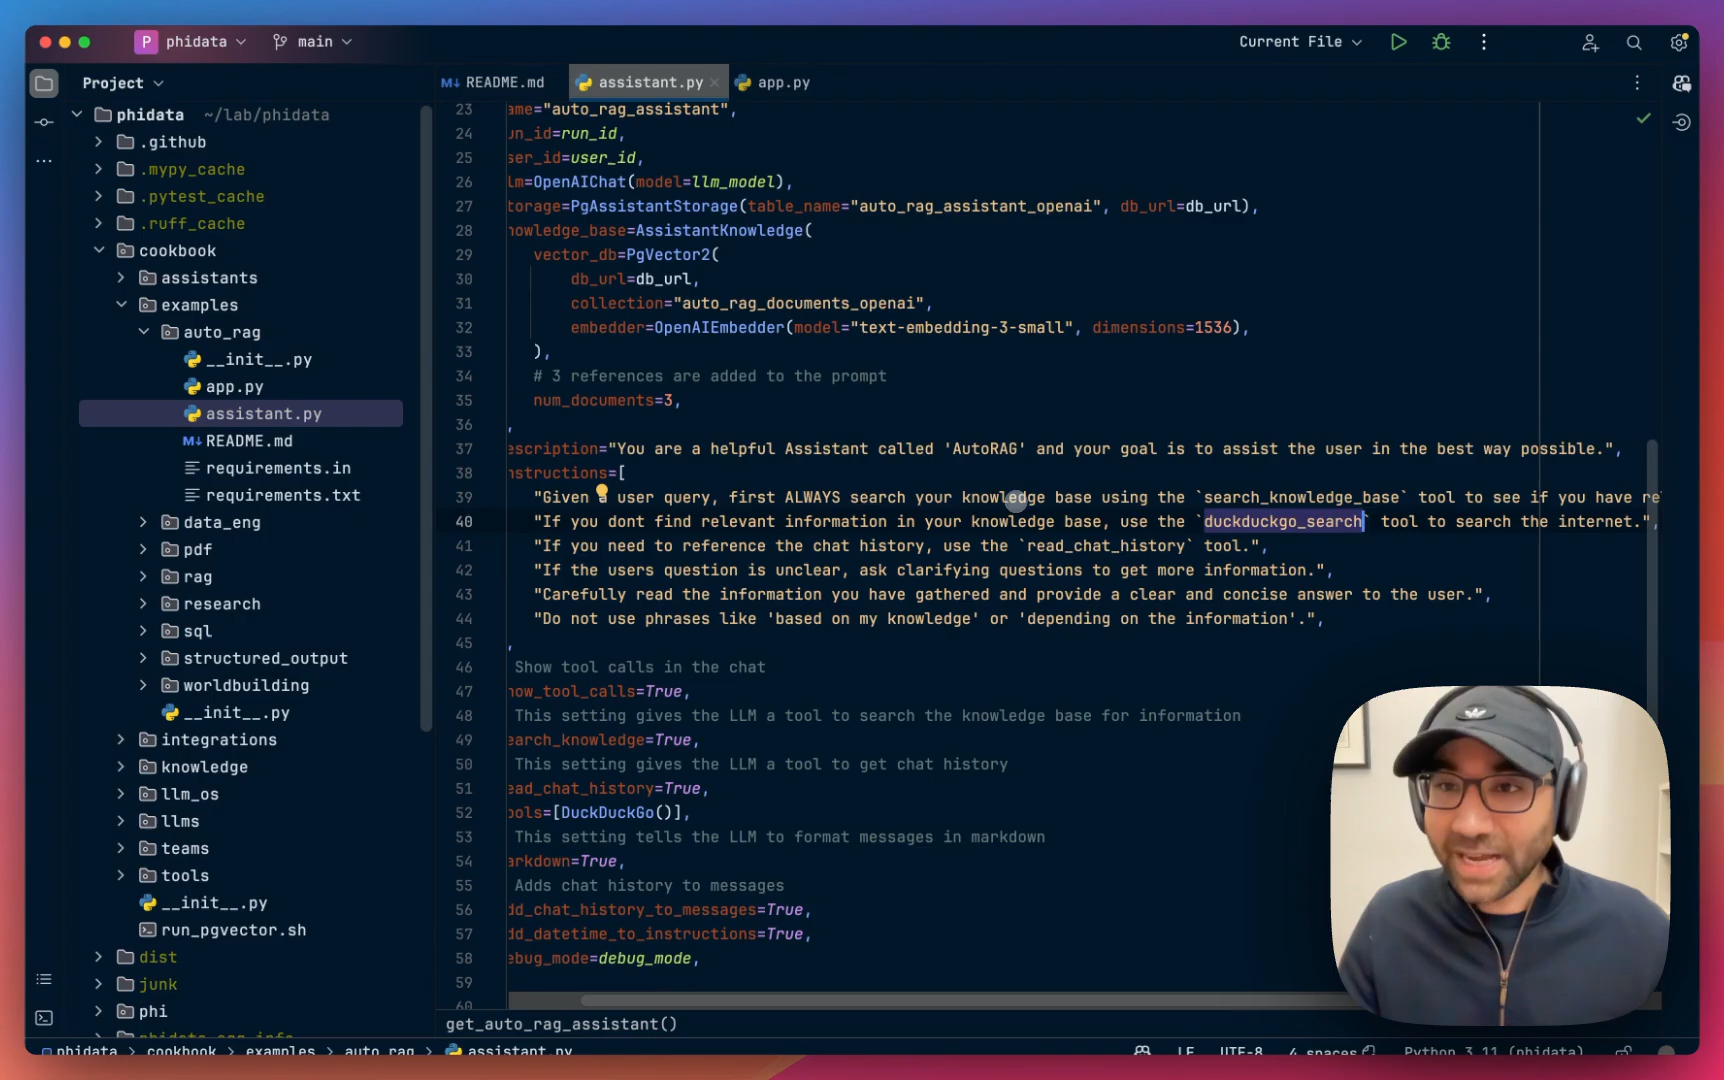 P phidata
main
Current File
Project
README.md
assistant.py
app.py
phidata ~/lab/phidata
.github
.mypy_cache
.pytest_cache
.ruff_cache
cookbook
assistants
examples
auto_rag
__init__.py
app.py
assistant.py
README.md
requirements.in
requirements.txt
data_eng
pdf
rag
research
sql
structured_output
worldbuilding
__init__.py
integrations
knowledge
llm_os
llms
teams
tools
__init__.py
run_pgvector.sh
dist
junk
phi
23 ame="auto_rag_assistant",
24 un_id=run_id,
25 ser_id=user_id,
26 lm=OpenAIChat(model=llm_model),
27 torage=PgAssistantStorage(table_name="auto_rag_assistant_openai", db_url=db_url),
28 nowledge_base=AssistantKnowledge(
29 vector_db=PgVector2(
30 db_url=db_url,
31 collection="auto_rag_documents_openai",
32 embedder=OpenAIEmbedder(model="text-embedding-3-small", dimensions=1536),
33 ),
34 # 3 references are added to the prompt
35 num_documents=3,
36 ,
37 escription="You are a helpful Assistant called 'AutoRAG' and your goal is to assist the user in the best way possible.",
38 nstructions=[
39 "Given a user query, first ALWAYS search your knowledge base using the `search_knowledge_base` tool to see if you have re
40 "If you dont find relevant information in your knowledge base, use the `duckduckgo_search` tool to search the internet.",
41 "If you need to reference the chat history, use the `read_chat_history` tool.",
42 "If the users question is unclear, ask clarifying questions to get more information.",
43 "Carefully read the information you have gathered and provide a clear and concise answer to the user.",
44 "Do not use phrases like 'based on my knowledge' or 'depending on the information'.",
45 ,
46 Show tool calls in the chat
47 how_tool_calls=True,
48 This setting gives the LLM a tool to search the knowledge base for information
49 earch_knowledge=True,
50 This setting gives the LLM a tool to get chat history
51 ead_chat_history=True,
52 ools=[DuckDuckGo()],
53 This setting tells the LLM to format messages in markdown
54 arkdown=True,
55 Adds chat history to messages
56 dd_chat_history_to_messages=True,
57 dd_datetime_to_instructions=True,
58 ebug_mode=debug_mode,
59
60
get_auto_rag_assistant()
phidata > cookbook > examples > auto_rag > assistant.py
LF UTF-8 4 spaces Python 3.11 (phidata)